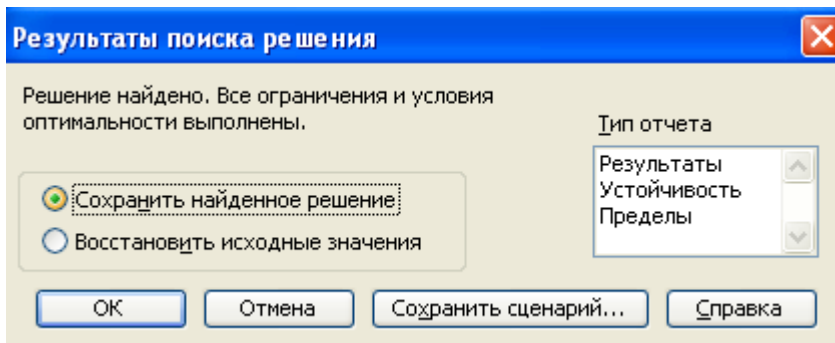 Результаты поиска решения
Решение найдено. Все ограничения и условия
оптимальности выполнены.
Тип отчета
Результаты
Устойчивость
Пределы
Сохранить найденное решение
Восстановить исходные значения
ОК
Отмена
Сохранить сценарий...
Справка